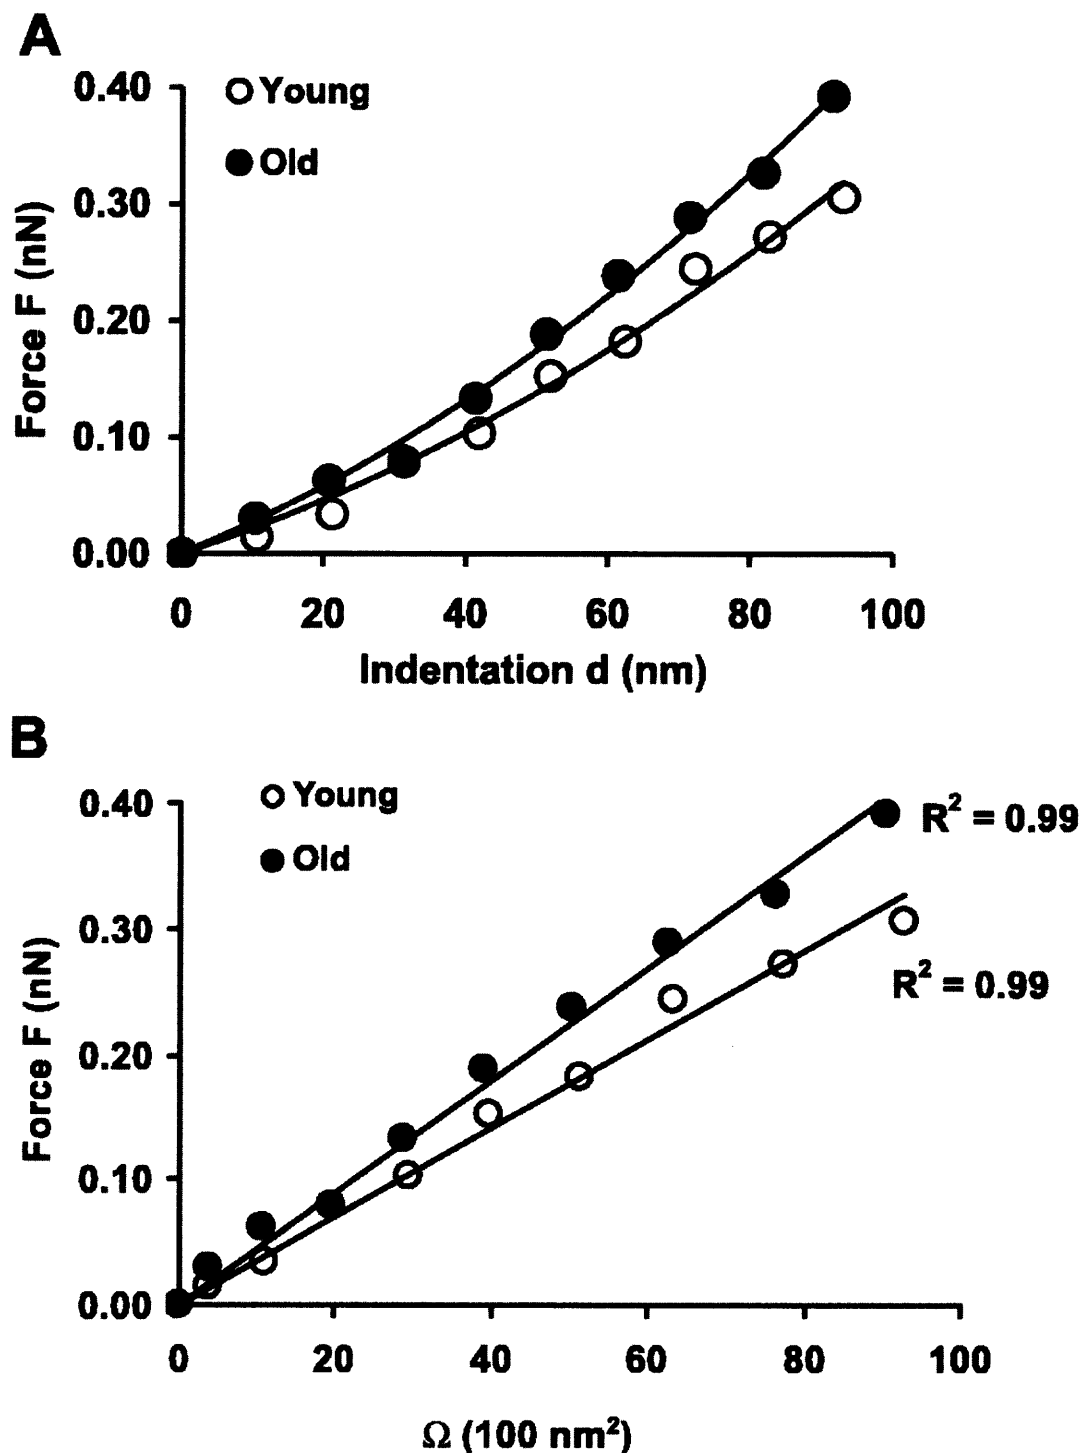 A
0.40
0.30
0.20
0.10
0.00
Force F (nN)
Young
Old
0 20 40 60 80 100
Indentation d (nm)
B
0.40
0.30
0.20
0.10
0.00
Force F (nN)
Young
Old
R² = 0.99
R² = 0.99
0 20 40 60 80 100
Ω (100 nm²)